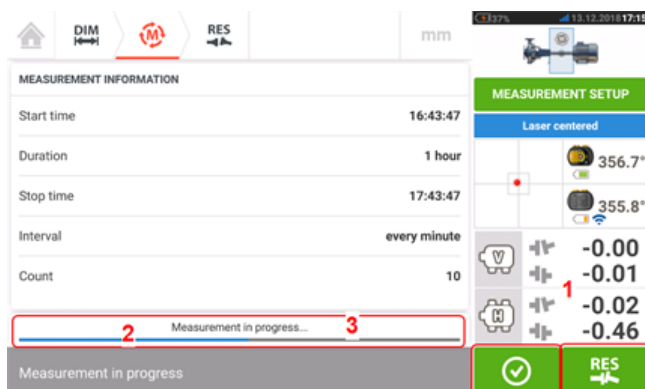 DIM
M
RES
mm
37%
13.12.2018 17:15
MEASUREMENT INFORMATION
Start time 16:43:47
Duration 1 hour
Stop time 17:43:47
Interval every minute
Count 10
2 Measurement in progress... 3
Measurement in progress
MEASUREMENT SETUP
Laser centered
356.7°
355.8°
V
-0.00
-0.01
1
H
-0.02
-0.46
RES